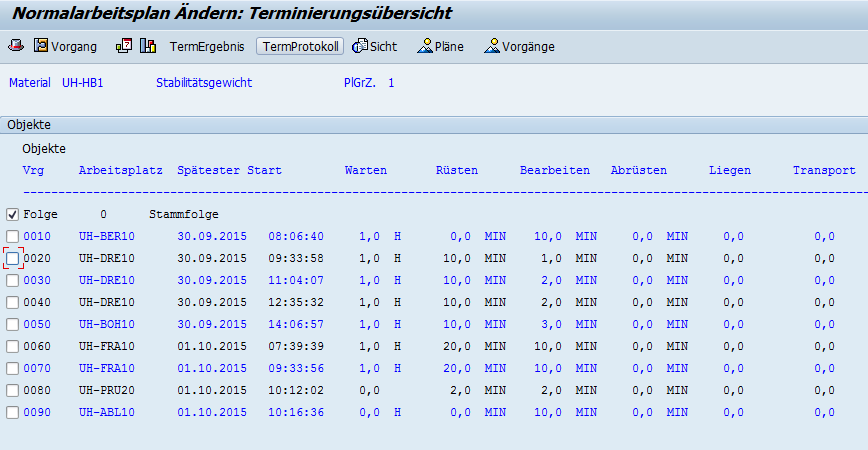 Normalarbeitsplan Ändern: Terminierungsübersicht
Vorgang TermErgebnis TermProtokoll Sicht Pläne Vorgänge
Material UH-HB1 Stabilitätsgewicht PlGrZ. 1
Objekte
Objekte
Vrg Arbeitsplatz Spätester Start Warten Rüsten Bearbeiten Abrüsten Liegen Transport
Folge 0 Stammfolge
0010 UH-BER10 30.09.2015 08:06:40 1,0 H 0,0 MIN 10,0 MIN 0,0 MIN 0,0 0,0
0020 UH-DRE10 30.09.2015 09:33:58 1,0 H 10,0 MIN 1,0 MIN 0,0 MIN 0,0 0,0
0030 UH-DRE10 30.09.2015 11:04:07 1,0 H 10,0 MIN 2,0 MIN 0,0 MIN 0,0 0,0
0040 UH-DRE10 30.09.2015 12:35:32 1,0 H 10,0 MIN 2,0 MIN 0,0 MIN 0,0 0,0
0050 UH-BOH10 30.09.2015 14:06:57 1,0 H 10,0 MIN 3,0 MIN 0,0 MIN 0,0 0,0
0060 UH-FRA10 01.10.2015 07:39:39 1,0 H 20,0 MIN 10,0 MIN 0,0 MIN 0,0 0,0
0070 UH-FRA10 01.10.2015 09:33:56 1,0 H 20,0 MIN 10,0 MIN 0,0 MIN 0,0 0,0
0080 UH-PRU20 01.10.2015 10:12:02 0,0 2,0 MIN 2,0 MIN 0,0 MIN 0,0 0,0
0090 UH-ABL10 01.10.2015 10:16:36 0,0 H 0,0 MIN 10,0 MIN 0,0 MIN 0,0 0,0